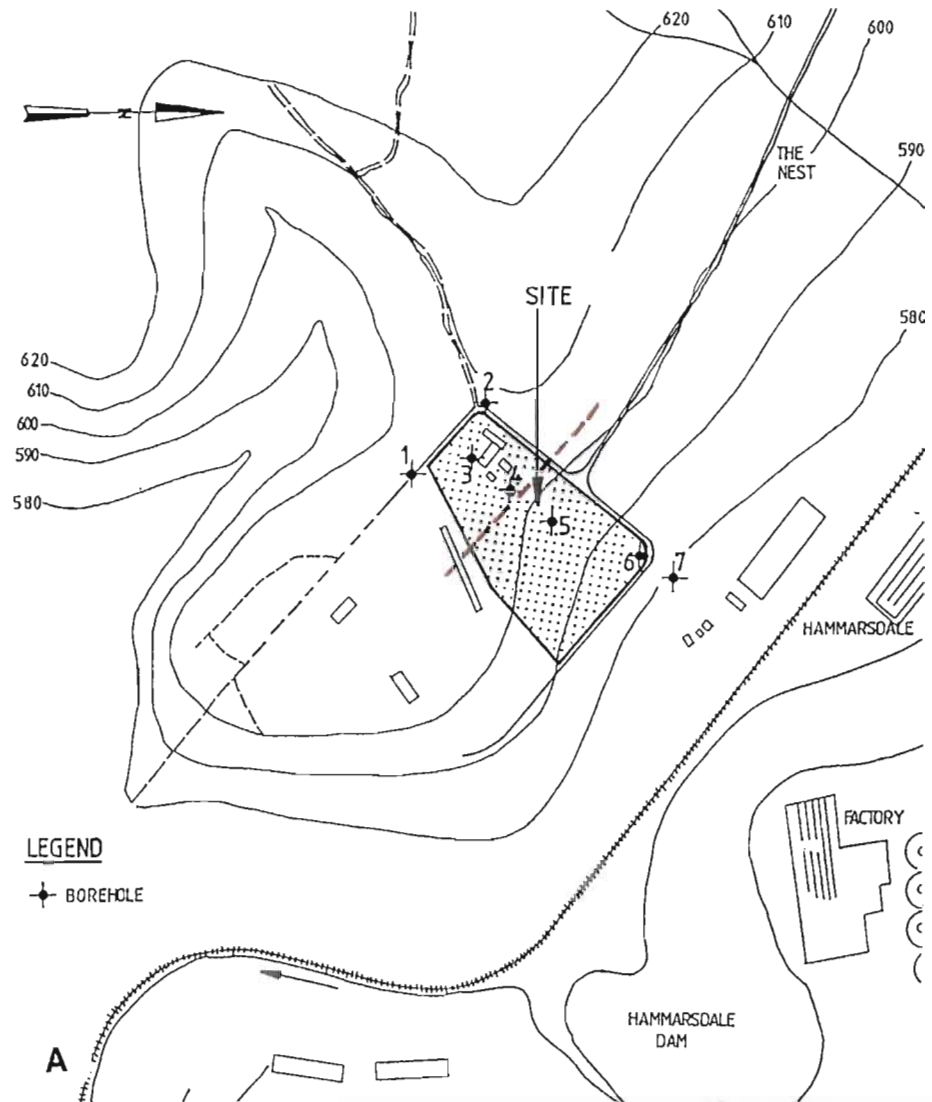 620
610
600
590
580
N
THE
NEST
SITE
620
610
600
590
580
2
1
3
4
5
6
7
HAMMARSDALE
FACTORY
LEGEND
BOREHOLE
HAMMARSDALE
DAM
A